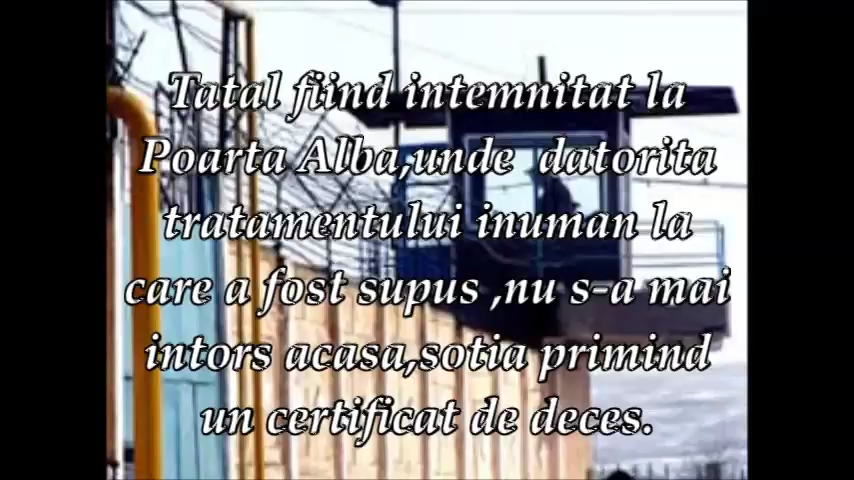 Tatal fiind intemnitat la
Poarta Alba,unde datorita
tratamentului inuman la
care a fost supus ,nu s-a mai
intors acasa,sotia primind
un certificat de deces.